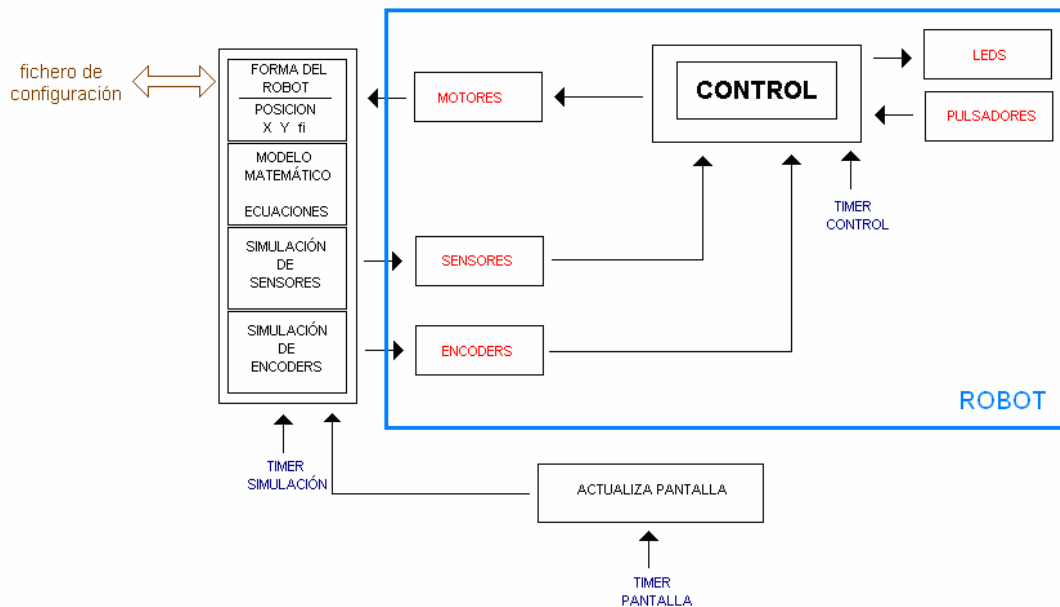 fichero de
configuración
FORMA DEL
ROBOT
POSICION
X Y fi
MODELO
MATEMÁTICO
ECUACIONES
SIMULACIÓN
DE
SENSORES
SIMULACIÓN
DE
ENCODERS
TIMER
SIMULACIÓN
MOTORES
SENSORES
ENCODERS
CONTROL
LEDS
PULSADORES
TIMER
CONTROL
ROBOT
ACTUALIZA PANTALLA
TIMER
PANTALLA